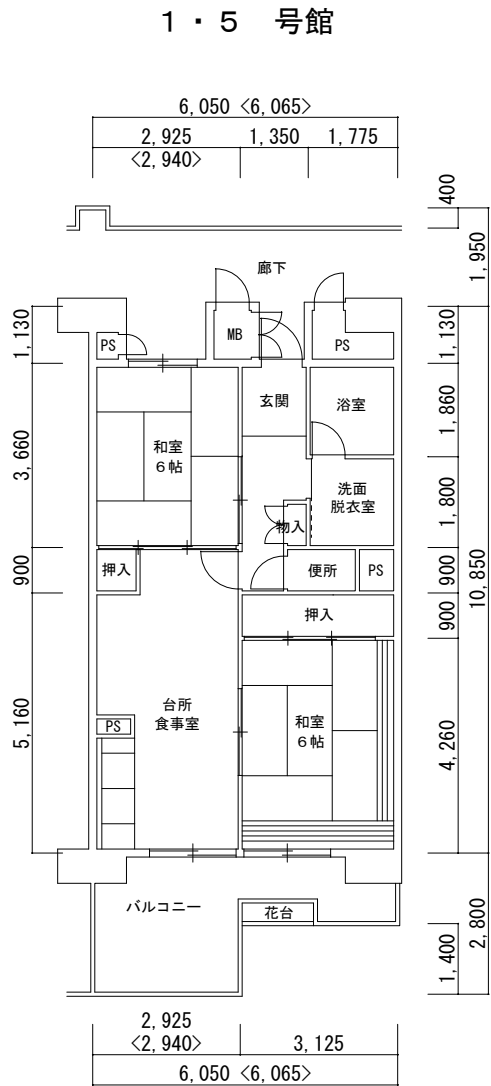 1・5 号館
6,050 <6,065>
2,925 1,350 1,775
<2,940>
400
1,950
廊下
1,130
PS
MB
PS
1,130
玄関
浴室
1,860
3,660
和室
6帖
洗面
脱衣室
1,800
物入
900
押入
便所
PS
900
10,850
押入
900
5,160
台所
食事室
和室
6帖
PS
4,260
バルコニー
花台
2,800
1,400
2,925
<2,940> 3,125
6,050 <6,065>